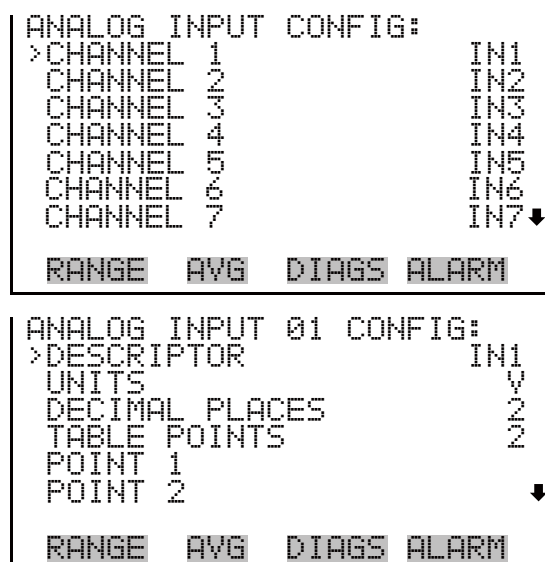 ANALOG INPUT CONFIG:
>CHANNEL 1 IN1
CHANNEL 2 IN2
CHANNEL 3 IN3
CHANNEL 4 IN4
CHANNEL 5 IN5
CHANNEL 6 IN6
CHANNEL 7 IN7
RANGE AVG DIAGS ALARM
ANALOG INPUT 01 CONFIG:
>DESCRIPTOR IN1
UNITS V
DECIMAL PLACES 2
TABLE POINTS 2
POINT 1
POINT 2
RANGE AVG DIAGS ALARM